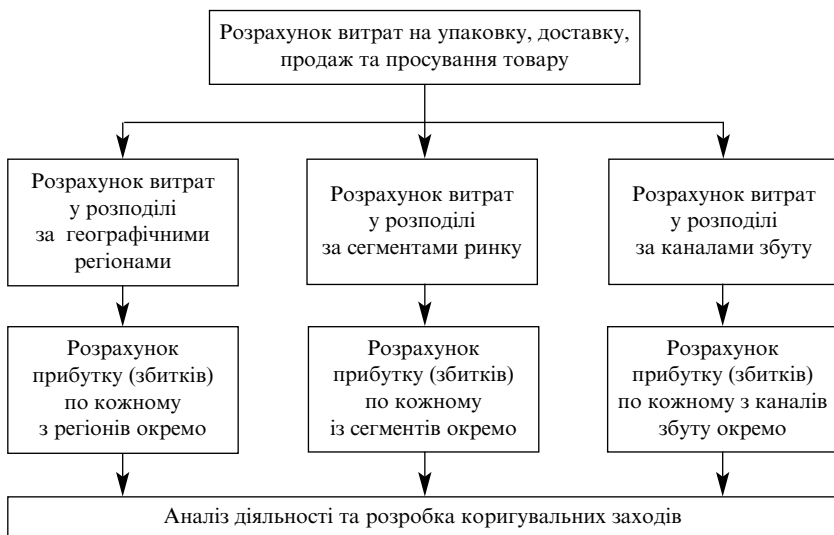 Розрахунок витрат на упаковку, доставку,
продаж та просування товару
Розрахунок витрат
у розподілі
за географічними
регіонами
Розрахунок витрат
у розподілі
за сегментами ринку
Розрахунок витрат
у розподілі
за каналами збуту
Розрахунок
прибутку (збитків)
по кожному
з регіонів окремо
Розрахунок
прибутку (збитків)
по кожному
із сегментів окремо
Розрахунок
прибутку (збитків)
по кожному з каналів
збуту окремо
Аналіз діяльності та розробка коригувальних заходів